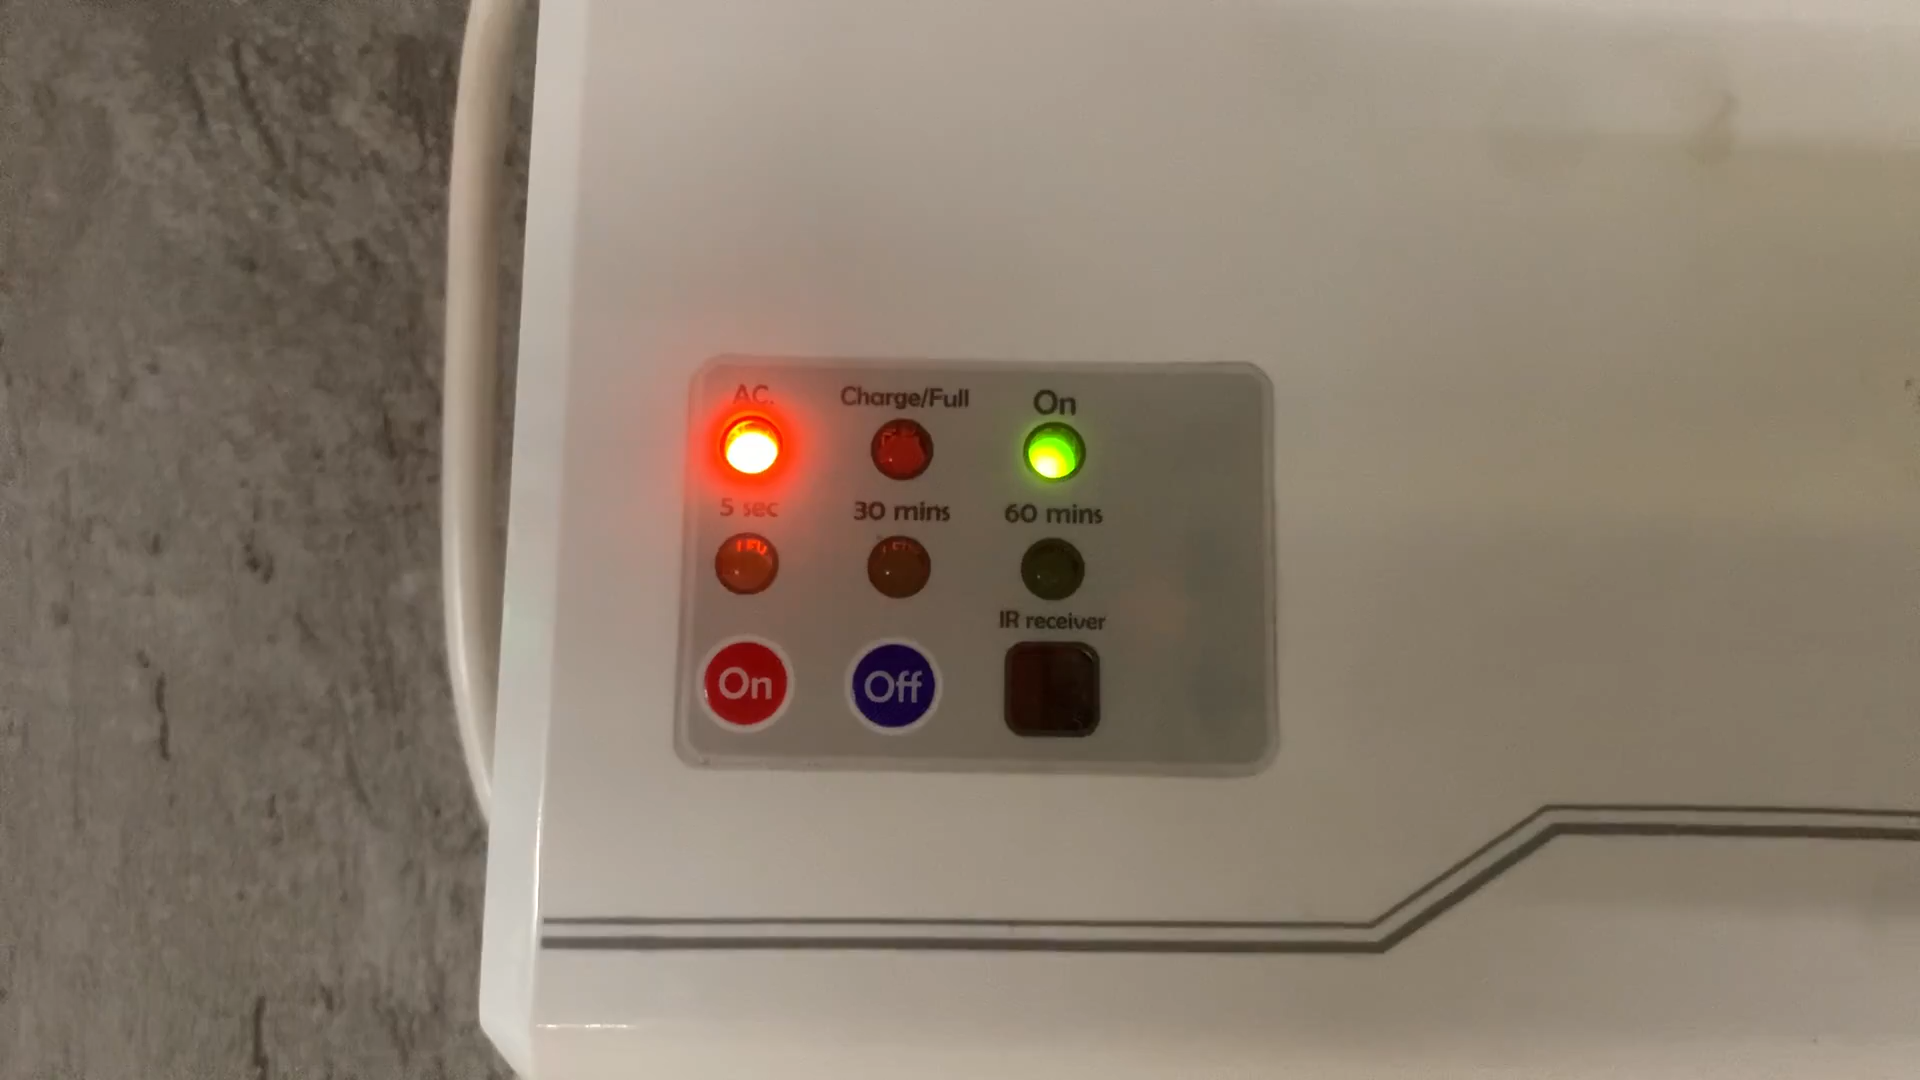 AC. Charge/Full On
5 sec 30 mins 60 mins
IR receiver
On Off